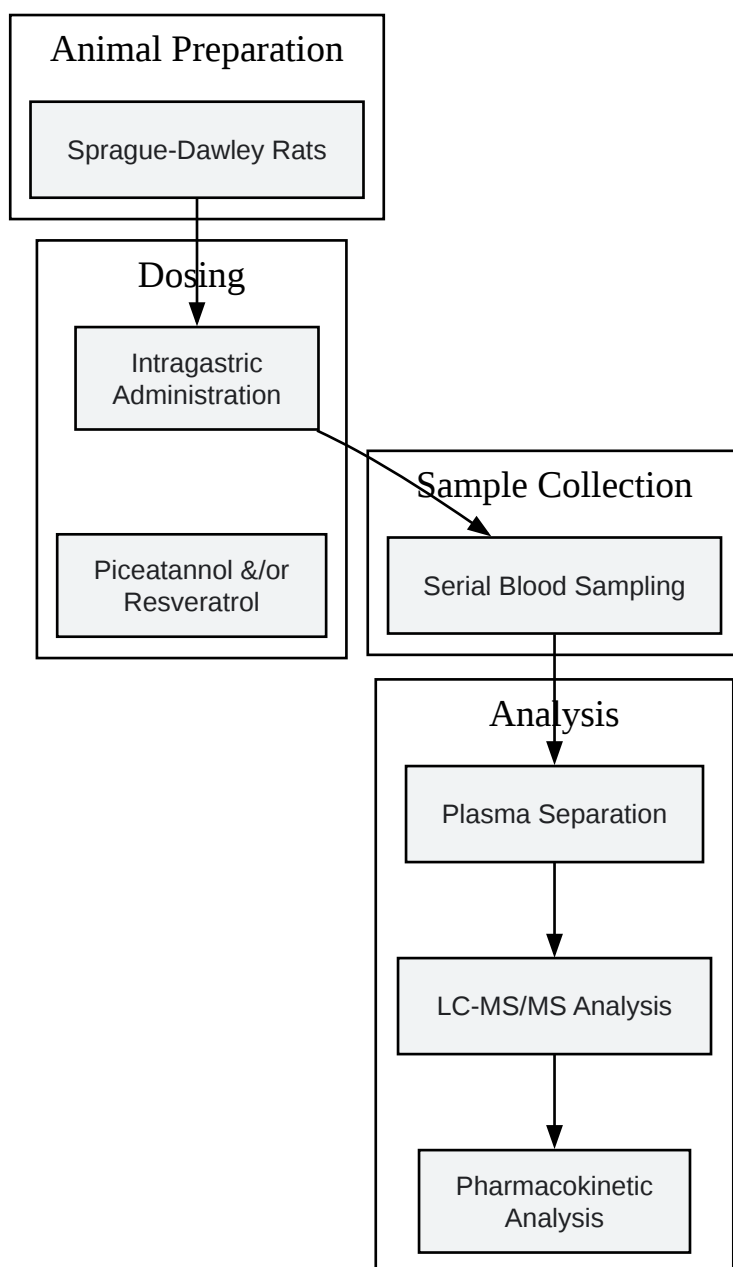 Animal Preparation
Sprague-Dawley Rats
Dosing
Intragastric
Administration
Piceatannol &/or
Resveratrol
Sample Collection
Serial Blood Sampling
Analysis
Plasma Separation
LC-MS/MS Analysis
Pharmacokinetic
Analysis